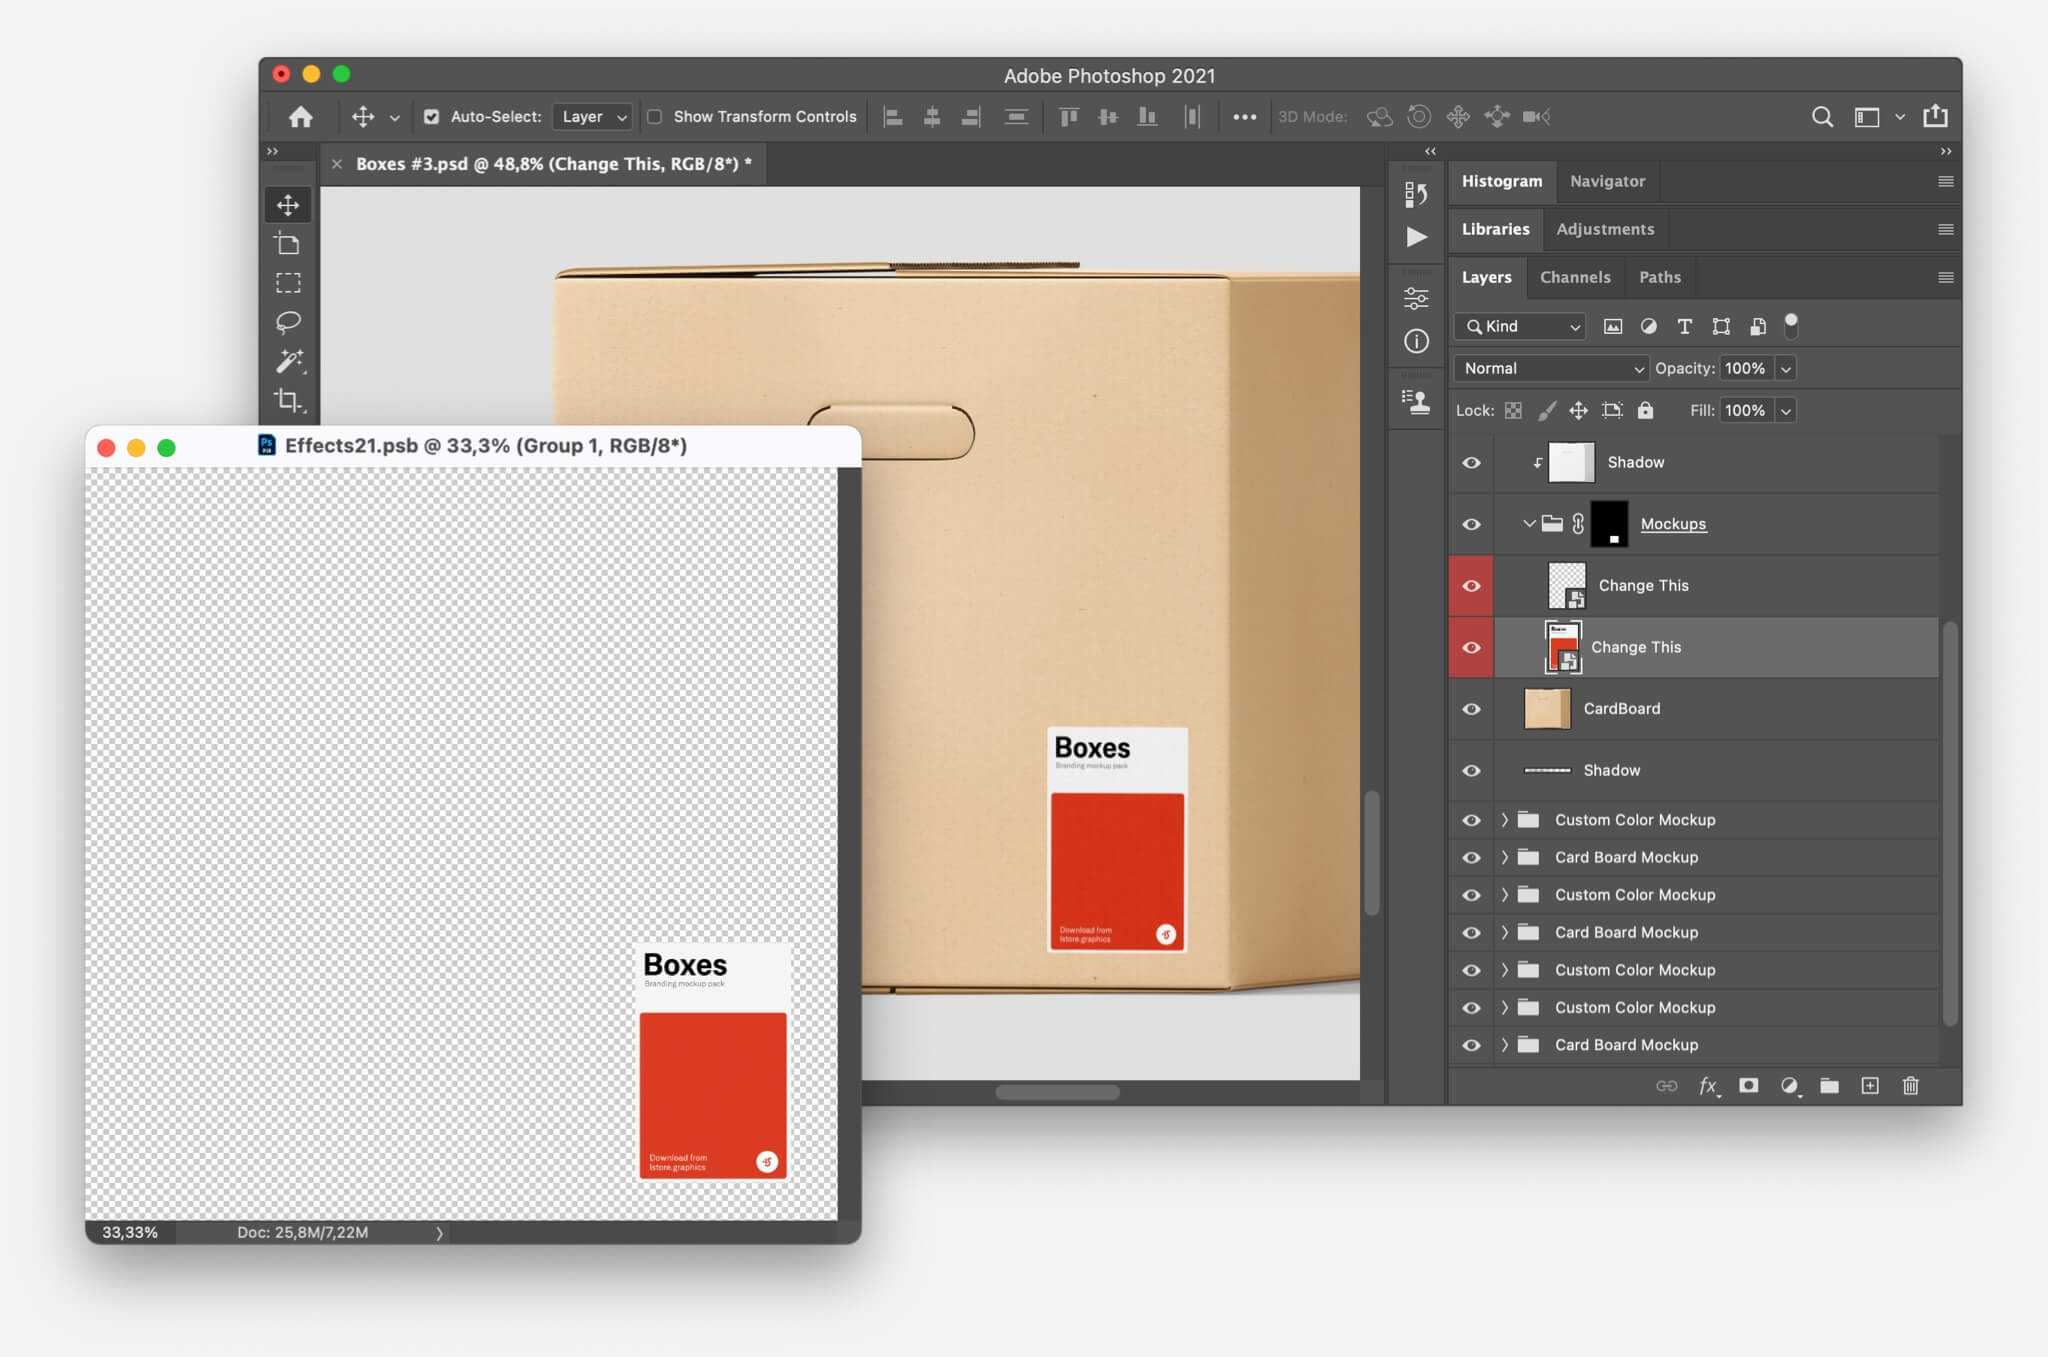 Adobe Photoshop 2021
Auto-Select:
Layer
Show Transform Controls
3D Mode:
Boxes #3.psd @ 48,8% (Change This, RGB/8*) *
Histogram
Navigator
Libraries
Adjustments
Layers
Channels
Paths
Kind
Normal
Opacity: 100%
Lock:
Fill: 100%
Shadow
Mockups
Change This
Change This
CardBoard
Shadow
Custom Color Mockup
Card Board Mockup
Custom Color Mockup
Card Board Mockup
Custom Color Mockup
Custom Color Mockup
Card Board Mockup
fx
Boxes
Branding mockup pack
Download from
lstore.graphics
Ps
Effects21.psb @ 33,3% (Group 1, RGB/8*)
Boxes
Branding mockup pack
Download from
lstore.graphics
33,33%
Doc: 25,8M/7,22M